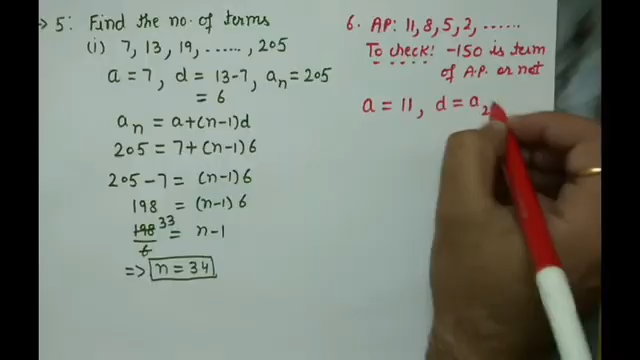 5: Find the no. of terms
(i) 7, 13, 19, ......, 205
a = 7, d = 13-7, aₙ = 205
= 6
aₙ = a+(n-1)d
205 = 7+(n-1)6
205-7 = (n-1)6
198 = (n-1)6
198/6 33 = n-1
=> n = 34
6. AP: 11, 8, 5, 2, ......
To check: -150 is term
of A.P. or not
a = 11, d = a₂